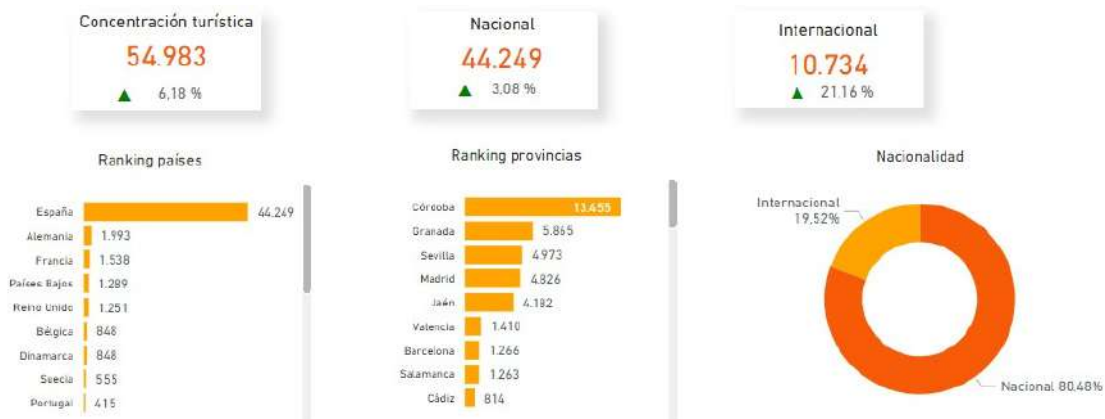 Concentración turística
54.983
6,18 %
Nacional
44.249
3,08 %
Internacional
10.734
21,16 %
Ranking países
España 44.249
Alemania 1.993
Francia 1.538
Países Bajos 1.289
Reino Unido 1.251
Bélgica 848
Dinamarca 848
Suecia 555
Portugal 415
Ranking provincias
Córdoba 13.455
Granada 5.865
Sevilla 4.973
Madrid 4.826
Jaén 4.182
Valencia 1.410
Barcelona 1.266
Salamanca 1.263
Cádiz 814
Nacionalidad
Internacional
19,52%
Nacional 80,48%